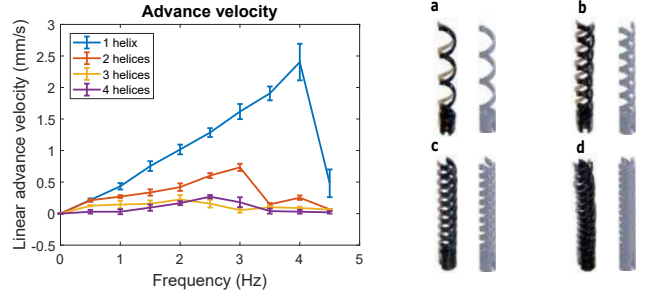 Advance velocity
Linear advance velocity (mm/s)
3
2.5
2
1.5
1
0.5
0
-0.5
1 helix
2 helices
3 helices
4 helices
0
1
2
3
4
5
Frequency (Hz)
a
b
c
d